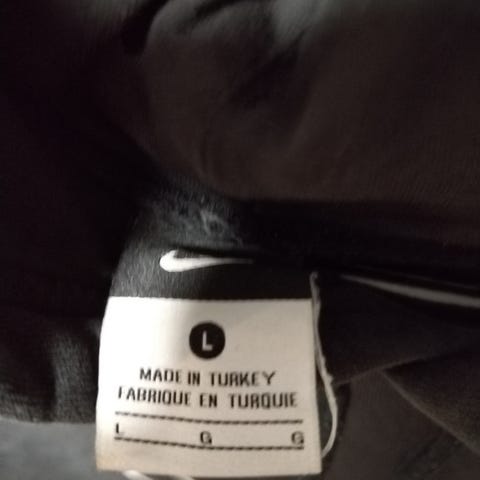 L
MADE IN TURKEY
FABRIQUE EN TURQUIE
L G G